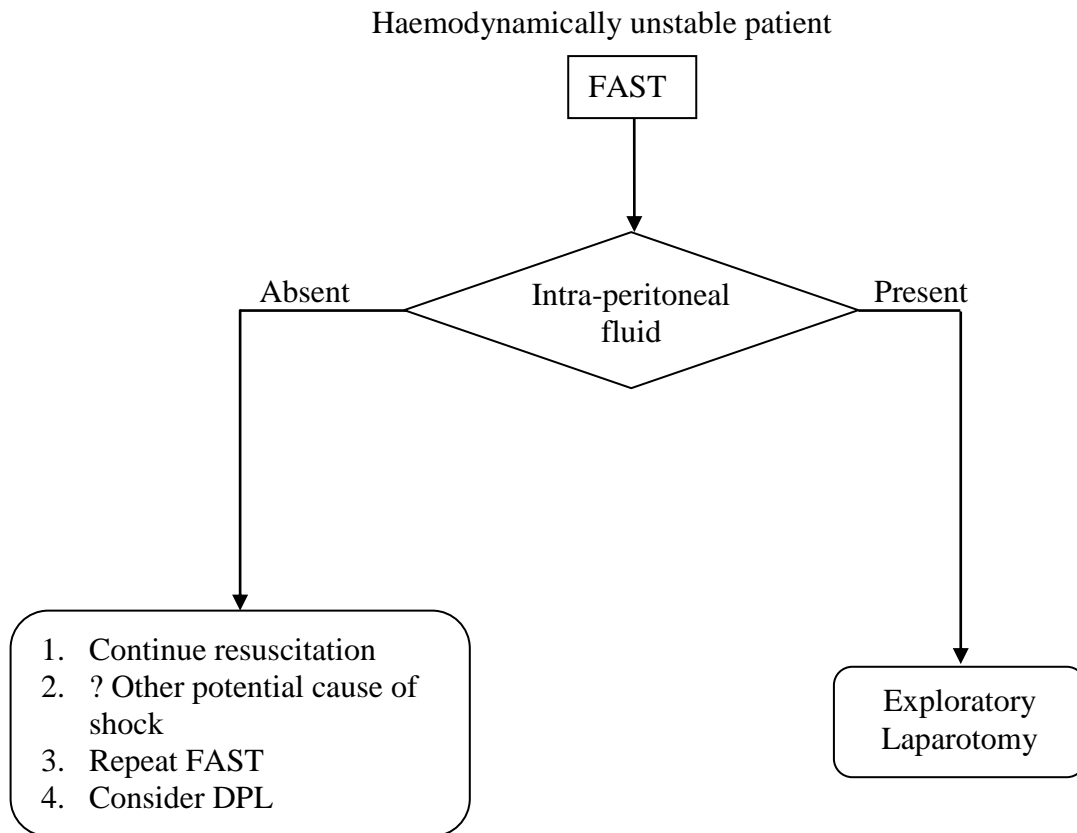 Haemodynamically unstable patient
FAST
Absent
Intra-peritoneal
fluid
Present
1. Continue resuscitation
2. ? Other potential cause of
shock
3. Repeat FAST
4. Consider DPL
Exploratory
Laparotomy